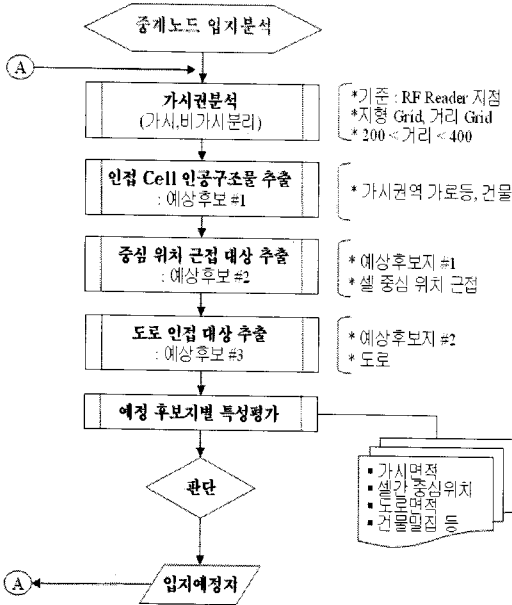 중계노드 입지분석
A
가시권분석
(가시,비가시분리)
*기준 : RF Reader 지점
*지형 Grid, 거리 Grid
* 200 < 거리 < 400
인접 Cell 인공구조물 추출
: 예상후보 #1
* 가시권역 가로등, 건물
중심 위치 근접 대상 추출
: 예상후보 #2
* 예상후보지 #1
* 셀 중심 위치 근접
도로 인접 대상 추출
: 예상후보 #3
* 예상후보지 #2
* 도로
예정 후보지별 특성평가
▪ 가시면적
▪ 셀간 중심위치
▪ 도로면적
▪ 건물밀집 등
판단
A
입지예정지